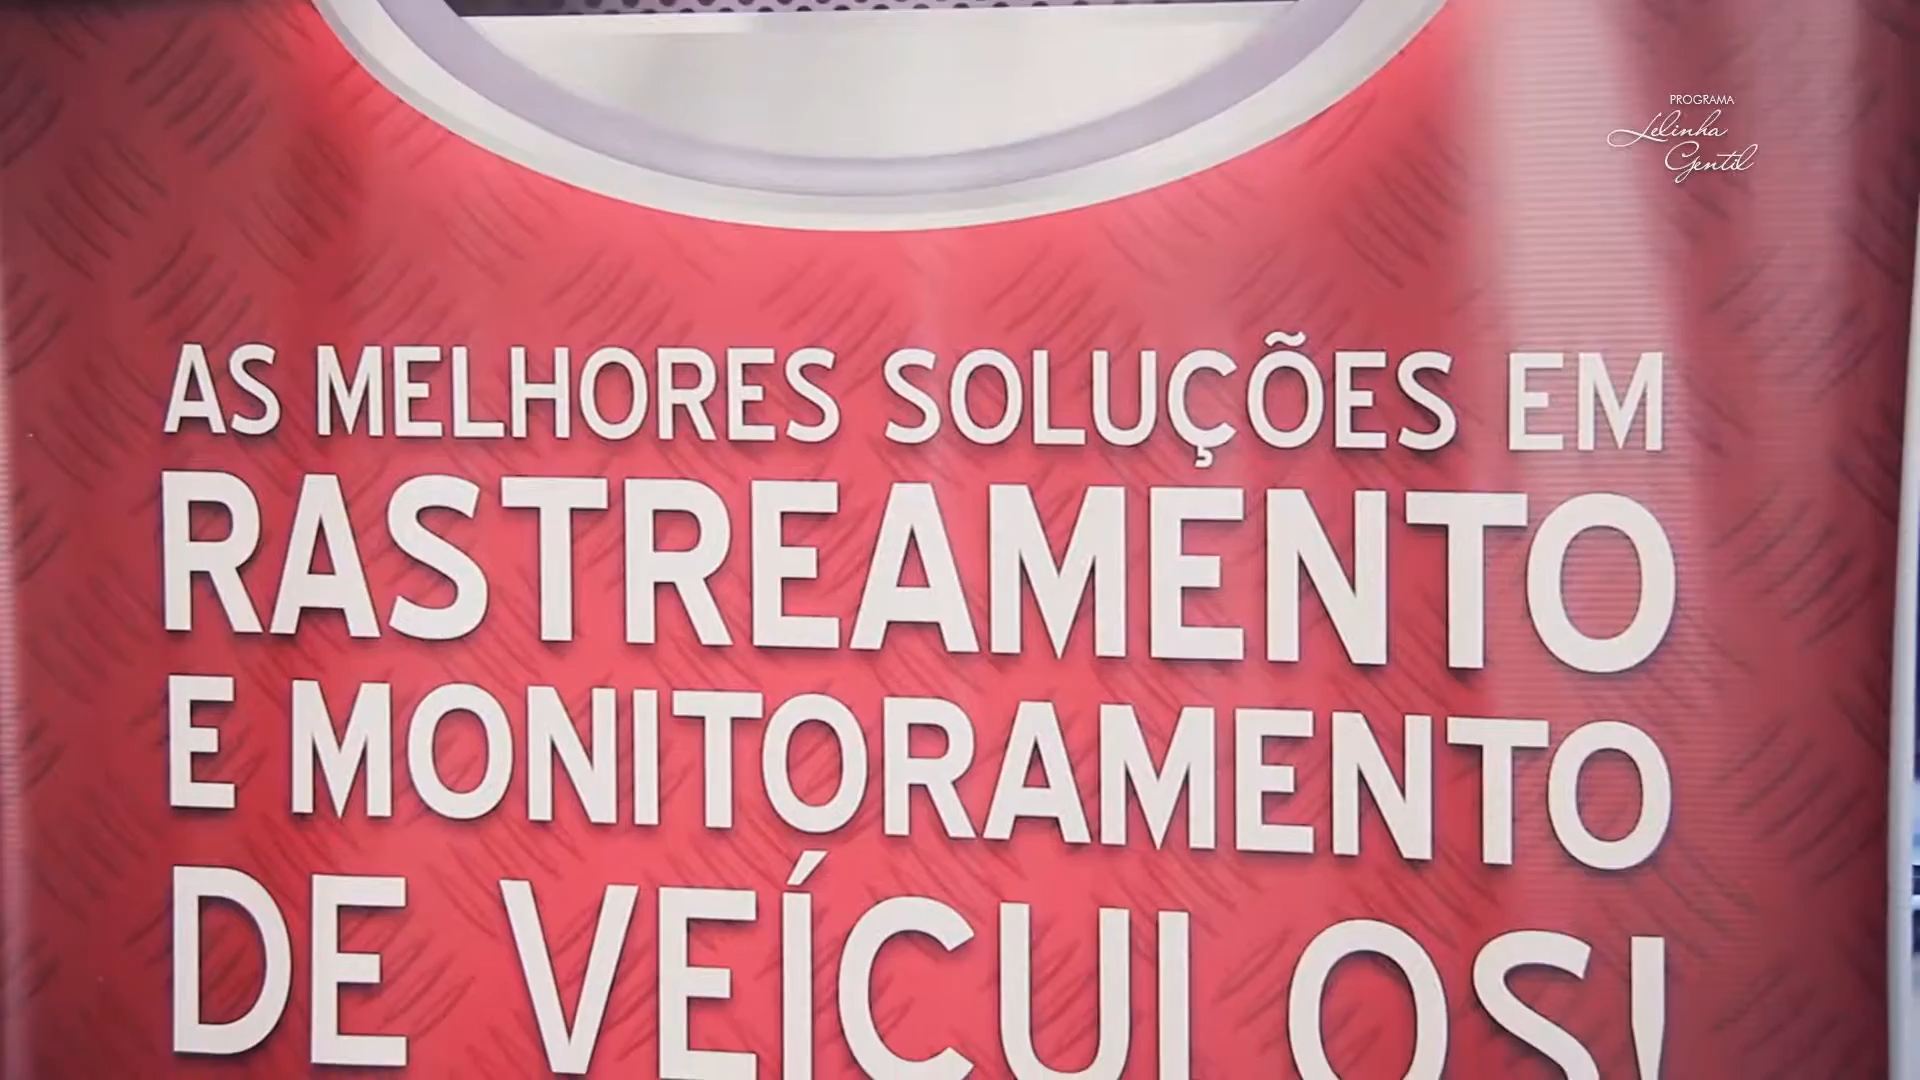 PROGRAMA
Lelinha
Gentil
AS MELHORES SOLUÇÕES EM
RASTREAMENTO
E MONITORAMENTO
DE VEÍCULOS!